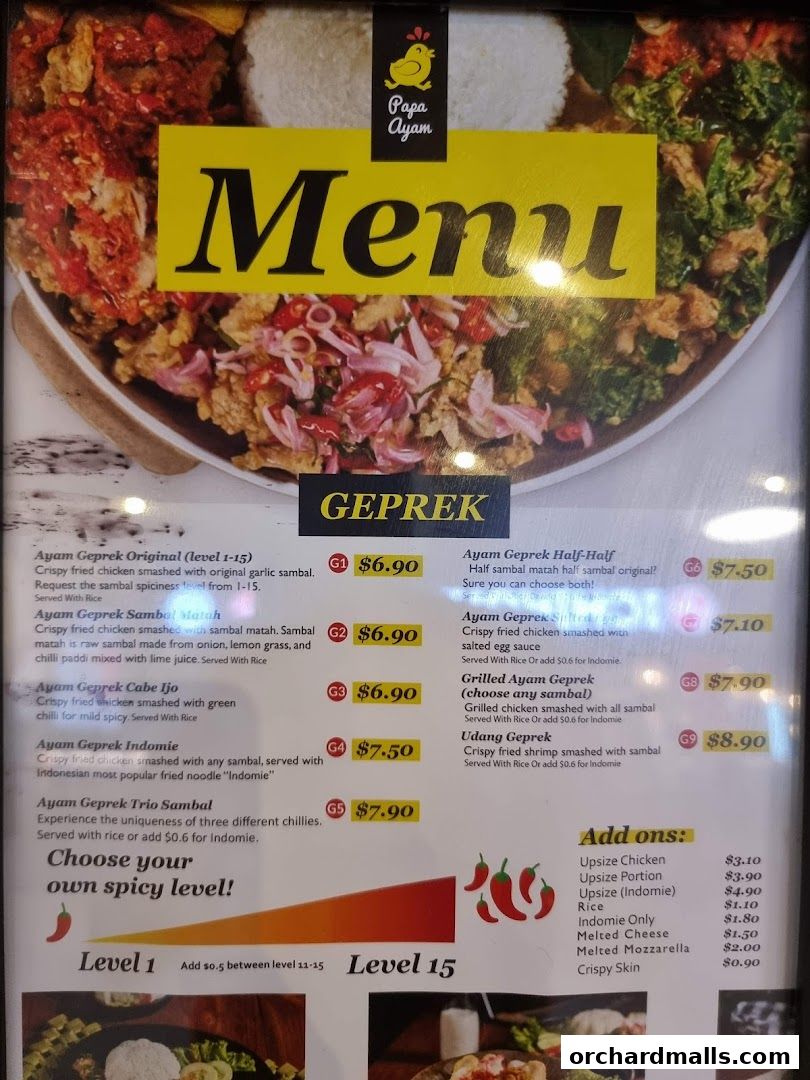 Papa
Ayam
Menu
GEPREK
Ayam Geprek Original (level 1-15)
Crispy fried chicken smashed with original garlic sambal.
Request the sambal spiciness level from 1-15.
Served With Rice
G1 $6.90
Ayam Geprek Sambal Matah
Crispy fried chicken smashed with sambal matah. Sambal
matah is raw sambal made from onion, lemon grass, and
chilli paddi mixed with lime juice. Served With Rice
G2 $6.90
Ayam Geprek Cabe Ijo
Crispy fried chicken smashed with green
chilli for mild spicy. Served With Rice
G3 $6.90
Ayam Geprek Indomie
Crispy fried chicken smashed with any sambal, served with
Indonesian most popular fried noodle "Indomie"
G4 $7.50
Ayam Geprek Trio Sambal
Experience the uniqueness of three different chillies.
Served with rice or add $0.6 for Indomie.
G5 $7.90
Ayam Geprek Half-Half
Half sambal matah half sambal original?
Sure you can choose both!
G6 $7.50
Ayam Geprek Salted
Crispy fried chicken smashed with
salted egg sauce
Served With Rice Or add $0.6 for Indomie.
$7.10
Grilled Ayam Geprek
(choose any sambal)
Grilled chicken smashed with all sambal
Served With Rice Or add $0.6 for Indomie
G8 $7.90
Udang Geprek
Crispy fried shrimp smashed with sambal
Served With Rice Or add $0.6 for Indomie
G9 $8.90
Choose your
own spicy level!
Level 1 Add $0.5 between level 11-15 Level 15
Add ons:
Upsize Chicken $3.10
Upsize Portion $3.90
Upsize (Indomie) $4.90
Rice $1.10
Indomie Only $1.80
Melted Cheese $1.50
Melted Mozzarella $2.00
Crispy Skin $0.90
orchardmalls.com